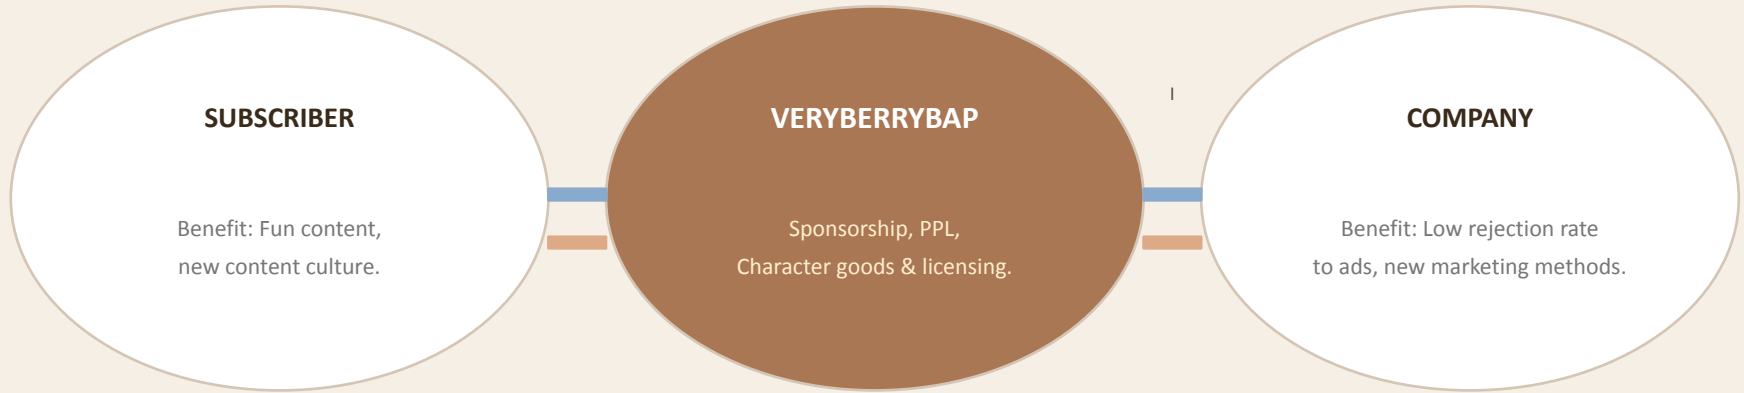 SUBSCRIBER
Benefit: Fun content,
new content culture.
VERYBERRYBAP
Sponsorship, PPL,
Character goods & licensing.
I
COMPANY
Benefit: Low rejection rate
to ads, new marketing methods.